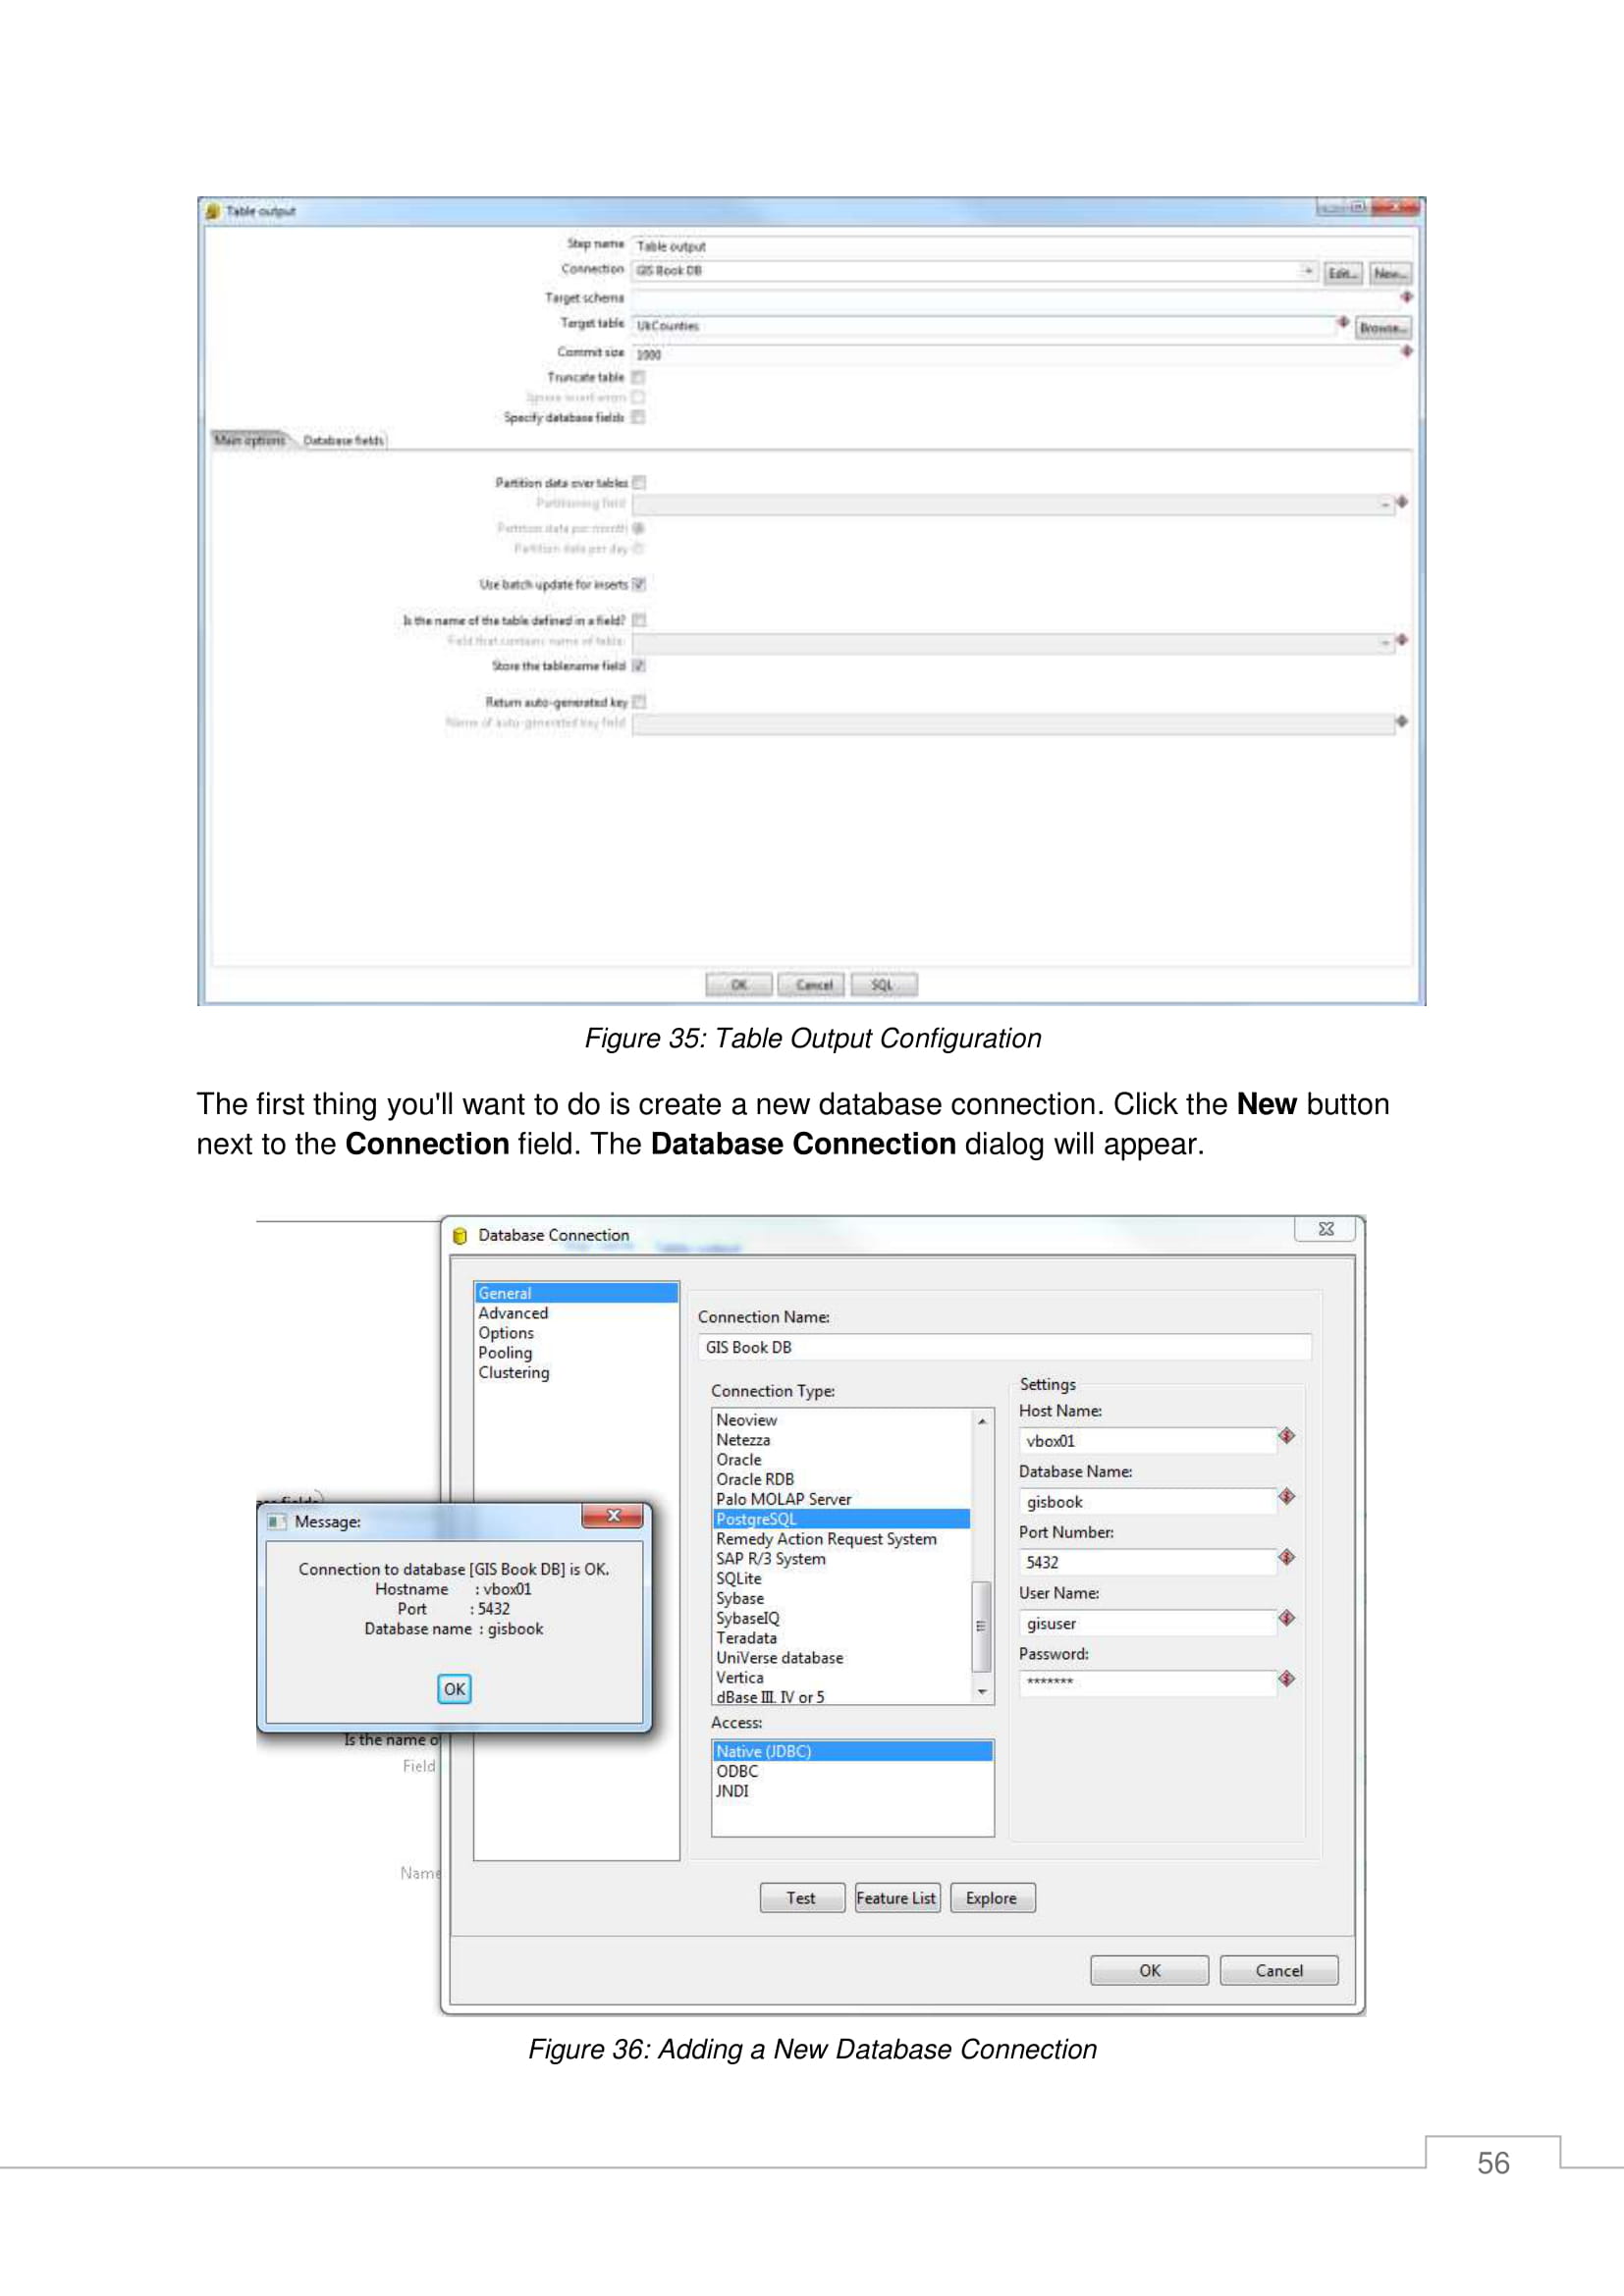 Table output
Step name Table output
Connection GIS Book DB Edit... New...
Target schema
Target table UkCounties Browse...
Commit size 1000
Truncate table
Ignore insert errors
Specify database fields
Main options Database fields
Partition data over tables
Partitioning field
Partition data per month
Partition data per day
Use batch update for inserts
Is the name of the table defined in a field?
Field that contains name of table:
Store the tablename field
Return auto-generated key
Name of auto-generated key field
OK Cancel SQL
Figure 35: Table Output Configuration
The first thing you'll want to do is create a new database connection. Click the New button
next to the Connection field. The Database Connection dialog will appear.
Database Connection
General
Advanced
Options
Pooling
Clustering
Connection Name:
GIS Book DB
Connection Type:
Neoview
Netezza
Oracle
Oracle RDB
Palo MOLAP Server
PostgreSQL
Remedy Action Request System
SAP R/3 System
SQLite
Sybase
SybaseIQ
Teradata
UniVerse database
Vertica
dBase III, IV or 5
Access:
Native (JDBC)
ODBC
JNDI
Settings
Host Name:
vbox01
Database Name:
gisbook
Port Number:
5432
User Name:
gisuser
Password:
*******
Message:
Connection to database [GIS Book DB] is OK.
Hostname : vbox01
Port : 5432
Database name : gisbook
OK
Is the name o
Field
Name
Test Feature List Explore
OK Cancel
Figure 36: Adding a New Database Connection
56